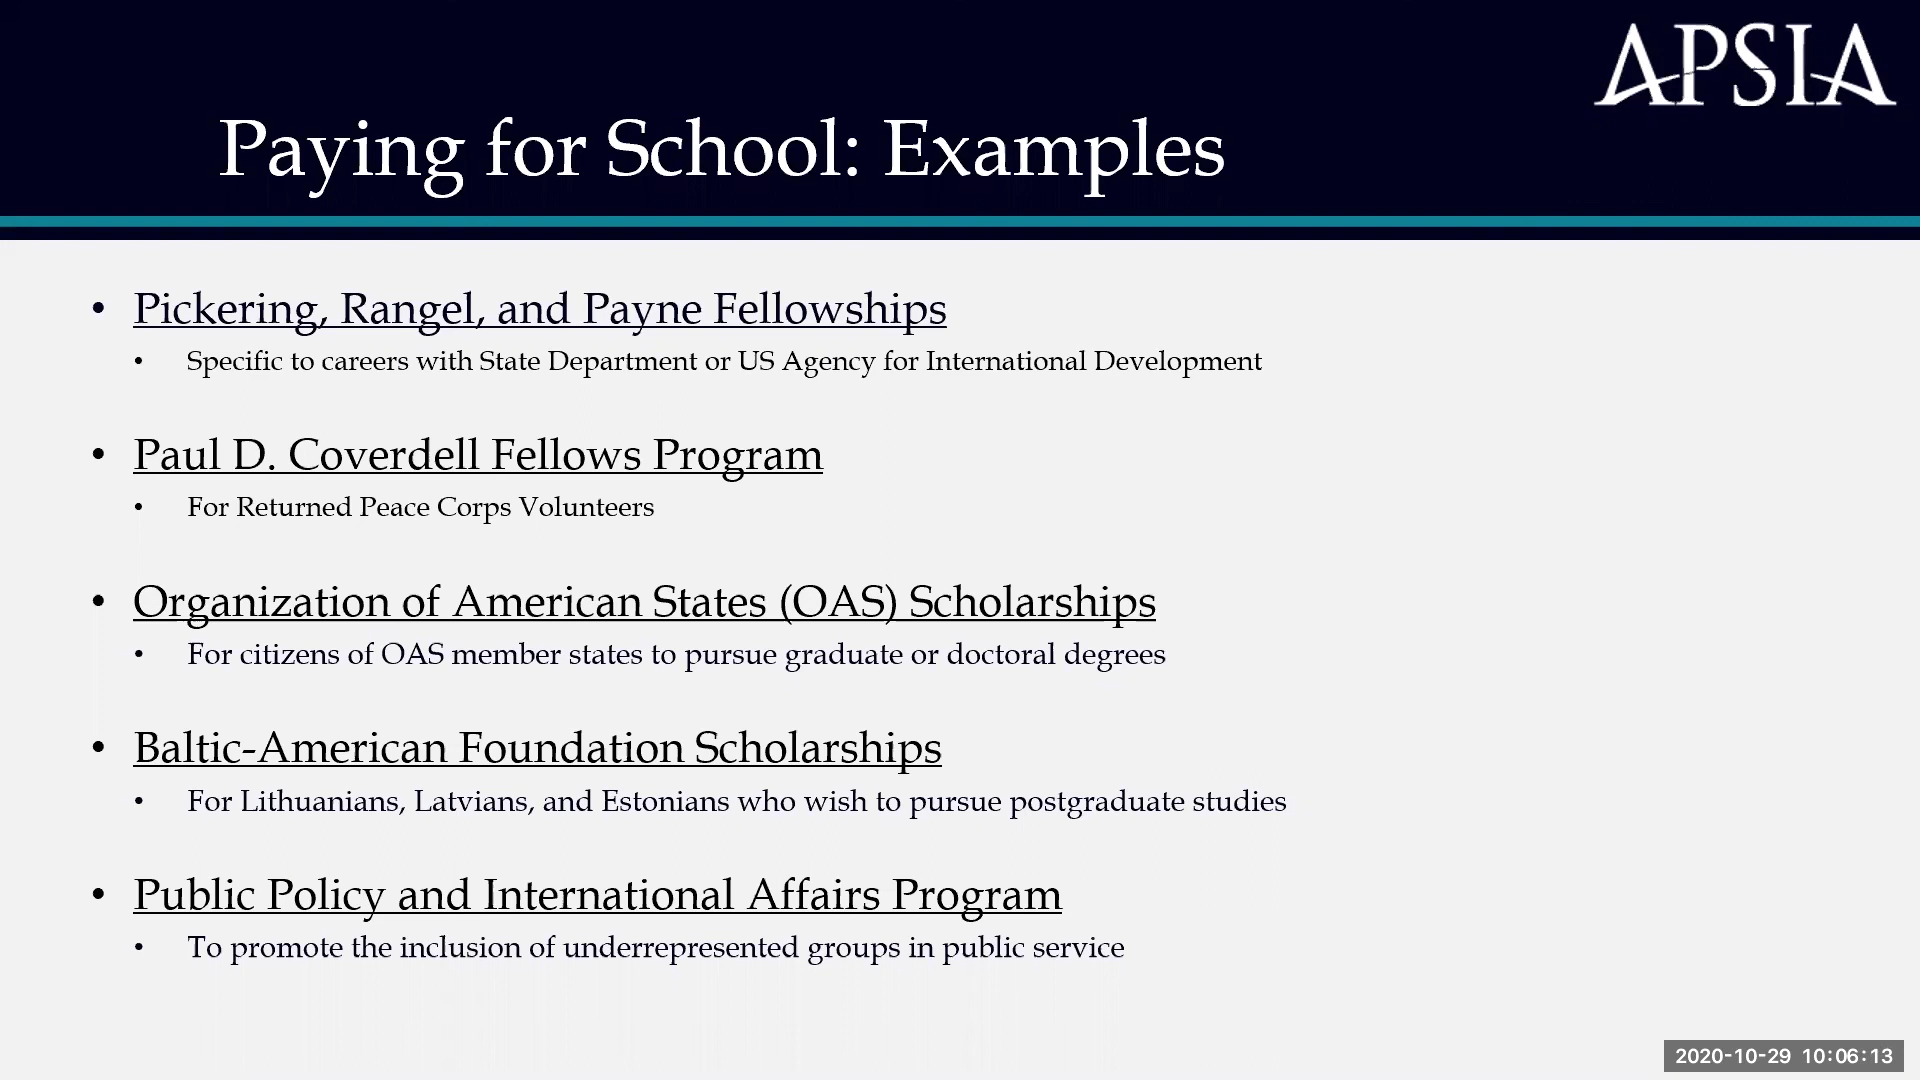 APSIA
Paying for School: Examples
• Pickering, Rangel, and Payne Fellowships
• Specific to careers with State Department or US Agency for International Development
• Paul D. Coverdell Fellows Program
• For Returned Peace Corps Volunteers
• Organization of American States (OAS) Scholarships
• For citizens of OAS member states to pursue graduate or doctoral degrees
• Baltic-American Foundation Scholarships
• For Lithuanians, Latvians, and Estonians who wish to pursue postgraduate studies
• Public Policy and International Affairs Program
• To promote the inclusion of underrepresented groups in public service
2020-10-29 10:06:13